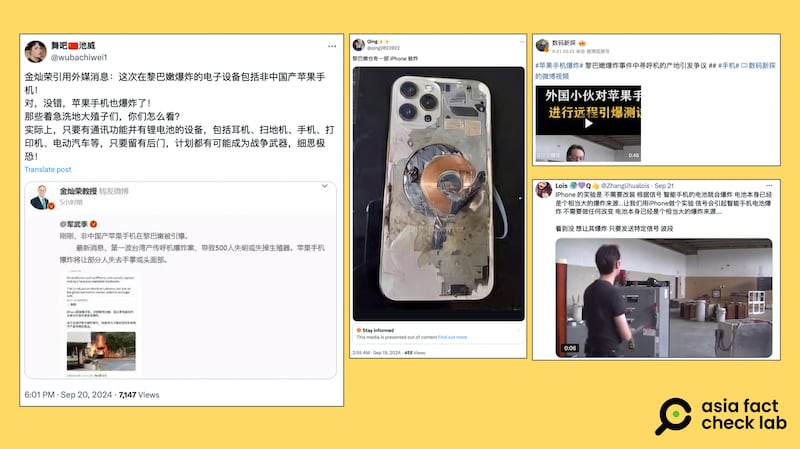 舞吧🇨🇳池威
@wubachiwei1
金灿荣引用外媒消息：这次在黎巴嫩爆炸的电子设备包括非中国产苹果手
机！
对，没错，苹果手机也爆炸了！
那些着急洗地大殖子们，你们怎么看？
实际上，只要有通讯功能并有锂电池的设备，包括耳机、扫地机、手机、打
印机、电动汽车等，只要留有后门，计划都有可能成为战争武器，细思极
恐！
Translate post
金灿荣教授 转发微博
5小时前
@军武季
刚刚，非中国产苹果手机在黎巴嫩被引爆。
最新消息，第一波台湾产传呼机爆炸案，导致500人失明或失掉生殖器。苹果手机
爆炸将让部分人失去手掌或头面部。
6:01 PM · Sep 20, 2024 · 7,147 Views
Qing✨✨
@qing2022022
黎巴嫩也有一部 iPhone 被炸
Stay informed
This media is presented out of context Find out more
2:55 AM · Sep 19, 2024 · 455 Views
数码新探
9-21 03:22 来自 微博视频号
#苹果手机爆炸# 黎巴嫩爆炸事件中寻呼机的产地引发争议 ## #手机# 数码新探
的微博视频
外国小伙对苹果手
进行远程引爆测试
0:46
Lois 🌍💜Q👍 @Zhangjihualois · Sep 21
IPhone 的实验是 不需要改装 根据信号 智能手机的电池就会爆炸 电池本身已经
是个相当大的爆炸来源...让我们用iPhone做个实验 信号会引起智能手机电池爆
炸 不需要做任何改变 电池本身已经是个相当大的爆炸来源....
看到没 想让其爆炸 只要发送特定信号 波段
0:06
asia fact
check lab